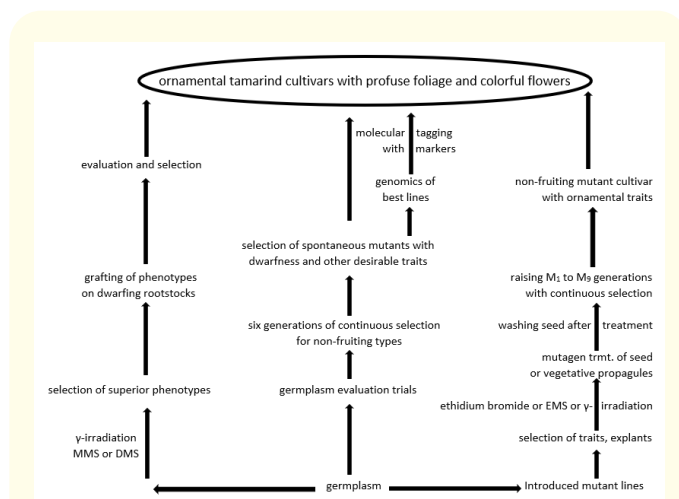 ornamental tamarind cultivars with profuse foliage and colorful flowers
molecular tagging
with markers
evaluation and selection
genomics of
best lines
non-fruiting mutant cultivar
with ornamental traits
selection of spontaneous mutants with
dwarfness and other desirable traits
grafting of phenotypes
on dwarfing rootstocks
raising M₁ to M₉ generations
with continuous selection
six generations of continuous selection
for non-fruiting types
washing seed after treatment
mutagen trmt. of seed
or vegetative propagules
selection of superior phenotypes
germplasm evaluation trials
ethidium bromide or EMS or γ- irradiation
γ-irradiation
MMS or DMS
selection of traits, explants
germplasm
Introduced mutant lines